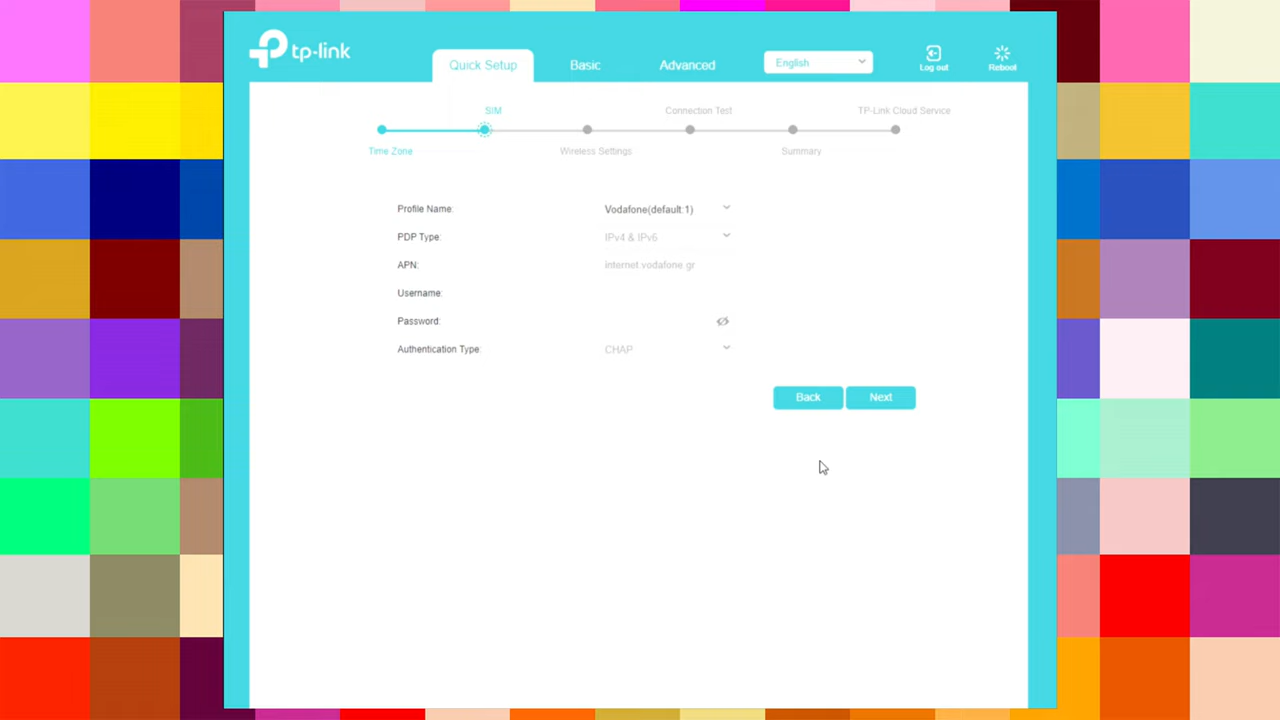 tp-link
Quick Setup
Basic
Advanced
English
Log out
Reboot
SIM
Connection Test
TP-Link Cloud Service
Time Zone
Wireless Settings
Summary
Profile Name:
Vodafone(default:1)
PDP Type:
IPv4 & IPv6
APN:
internet.vodafone.gr
Username:
Password:
Authentication Type:
CHAP
Back
Next